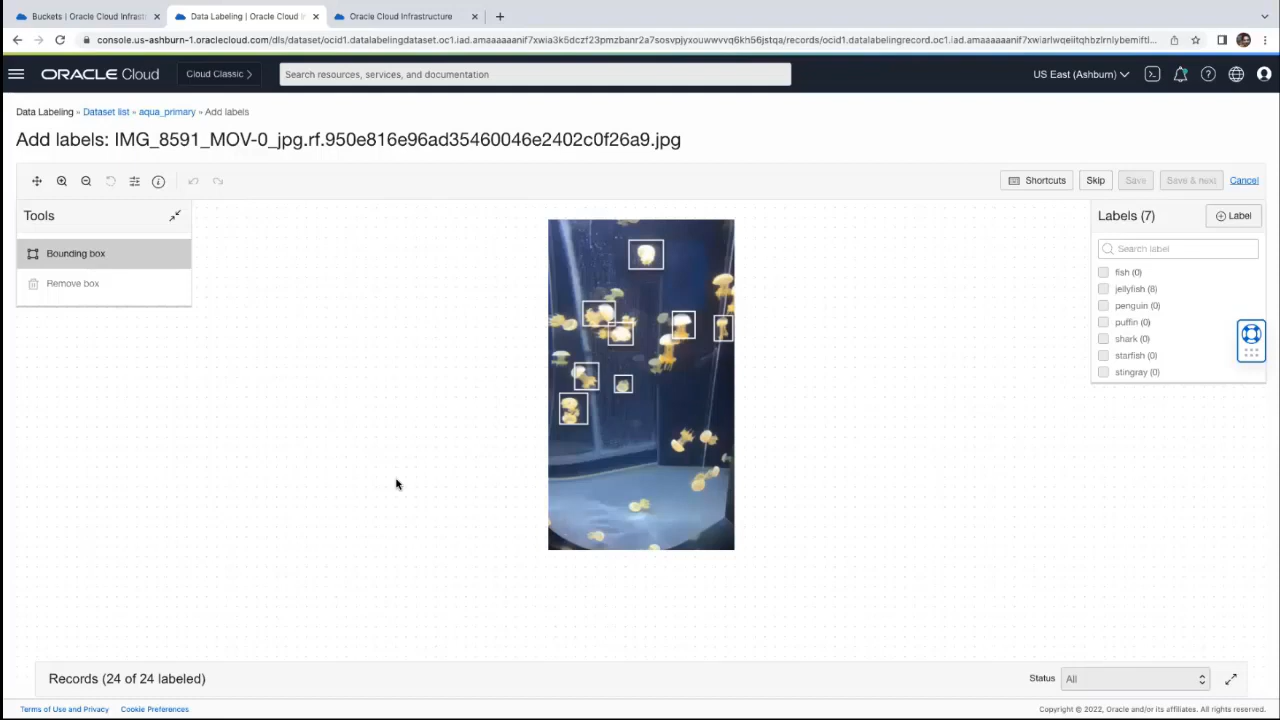 Buckets | Oracle Cloud Infrast
Data Labeling | Oracle Cloud I
Oracle Cloud Infrastructure
ORACLE Cloud
Cloud Classic
Search resources, services, and documentation
US East (Ashburn)
Data Labeling » Dataset list » aqua_primary » Add labels
Add labels: IMG_8591_MOV-0_jpg.rf.950e816e96ad35460046e2402c0f26a9.jpg
Shortcuts
Skip
Save
Save & next
Cancel
Tools
Bounding box
Remove box
Labels (7)
Label
Search label
fish (0)
jellyfish (8)
penguin (0)
puffin (0)
shark (0)
starfish (0)
stingray (0)
Records (24 of 24 labeled)
Status
All
Terms of Use and Privacy
Cookie Preferences
Copyright © 2022, Oracle and/or its affiliates. All rights reserved.